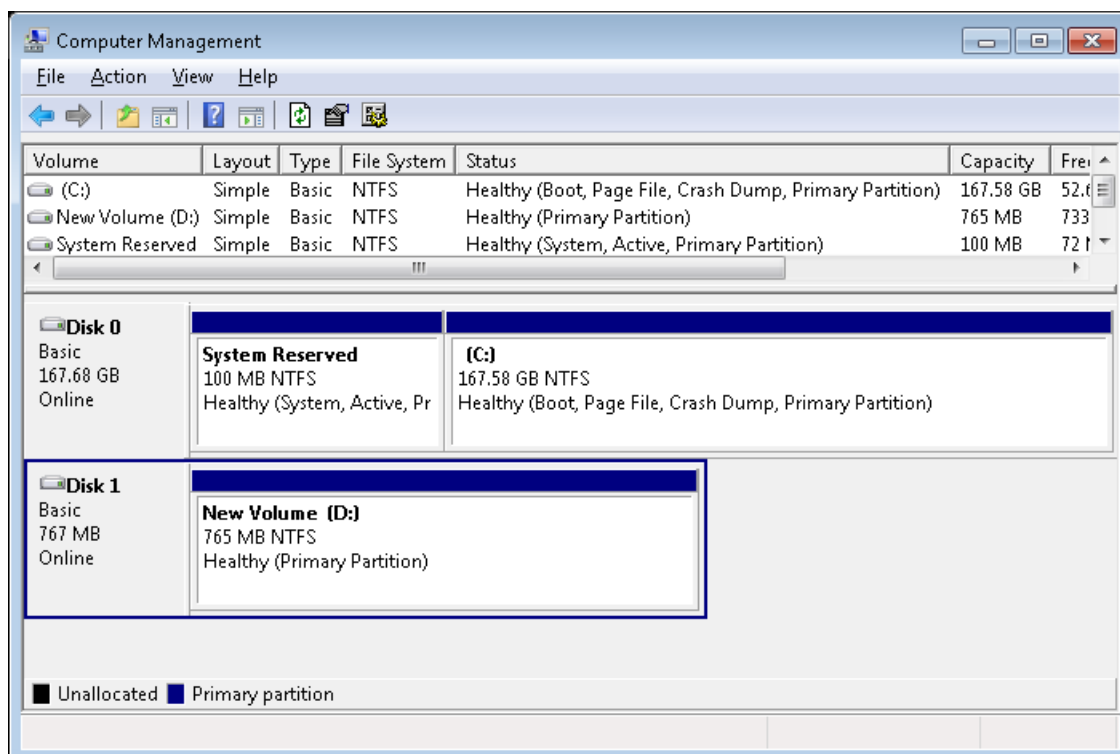 Computer Management
File Action View Help
Volume Layout Type File System Status Capacity
(C:) Simple Basic NTFS Healthy (Boot, Page File, Crash Dump, Primary Partition) 167.58 GB
New Volume (D:) Simple Basic NTFS Healthy (Primary Partition) 765 MB 733
System Reserved Simple Basic NTFS Healthy (System, Active, Primary Partition) 100 MB 72
Disk 0
Basic
167.68 GB
Online
System Reserved
100 MB NTFS
Healthy (System, Active, Pr
(C:)
167.58 GB NTFS
Healthy (Boot, Page File, Crash Dump, Primary Partition)
Disk 1
Basic
767 MB
Online
New Volume (D:)
765 MB NTFS
Healthy (Primary Partition)
Unallocated Primary partition